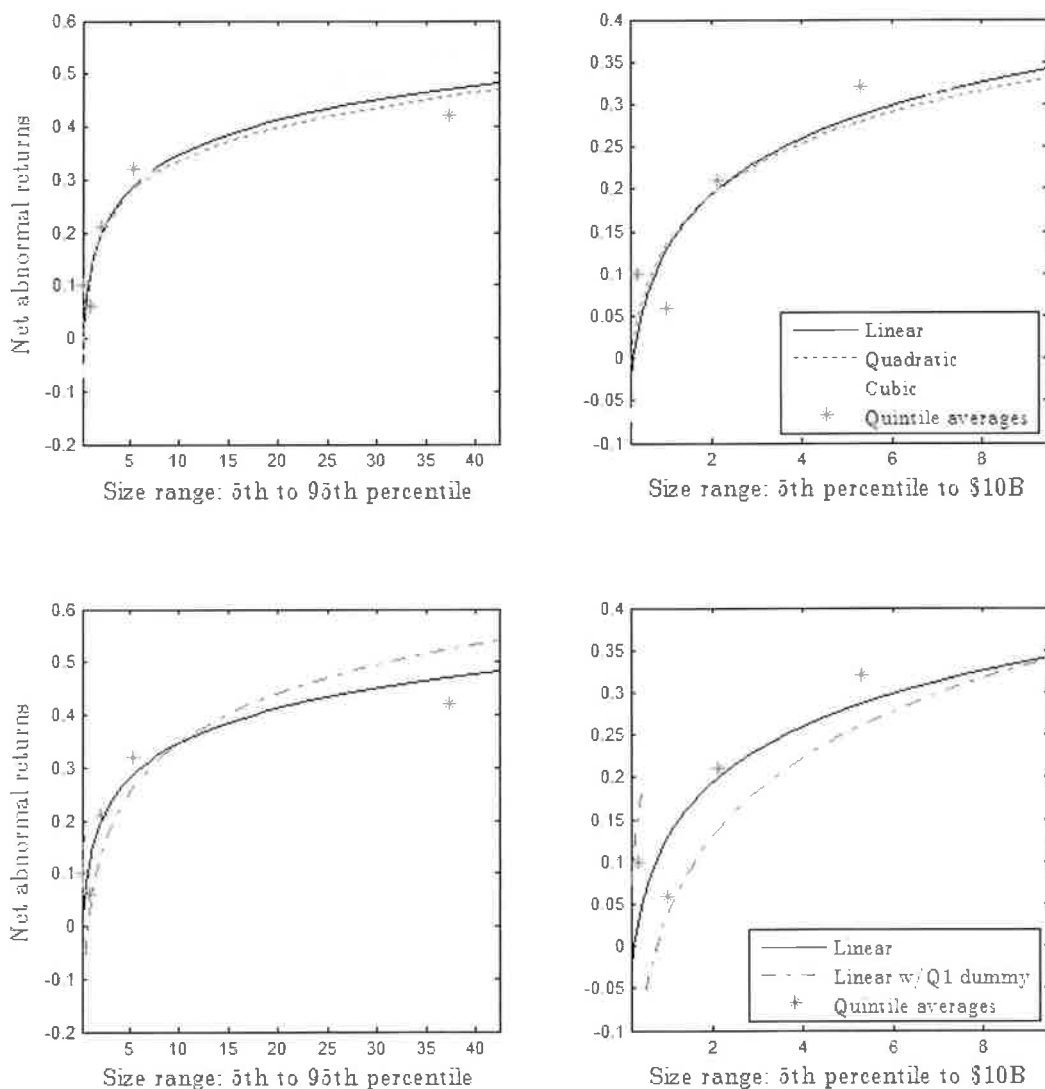 0.6
0.5
0.4
0.3
0.2
0.1
0
-0.1
-0.2
5 10 15 20 25 30 35 40
Net abnormal returns
Size range: 5th to 95th percentile
0.4
0.35
0.3
0.25
0.2
0.15
0.1
0.05
0
-0.05
-0.1
2 4 6 8
Linear
Quadratic
Cubic
Quintile averages
Size range: 5th percentile to $10B
0.6
0.5
0.4
0.3
0.2
0.1
0
-0.1
-0.2
5 10 15 20 25 30 35 40
Net abnormal returns
Size range: 5th to 95th percentile
0.4
0.35
0.3
0.25
0.2
0.15
0.1
0.05
0
-0.05
-0.1
2 4 6 8
Linear
Linear w/Q1 dummy
Quintile averages
Size range: 5th percentile to $10B